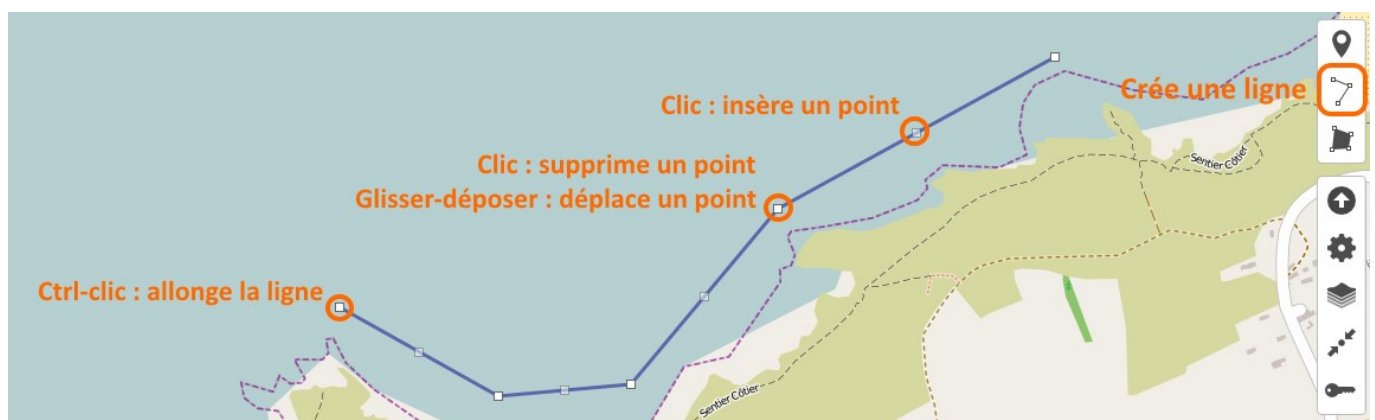 Crée une ligne
Clic : insère un point
Clic : supprime un point
Glisser-déposer : déplace un point
Sentier Côtier
Ctrl-clic : allonge la ligne
Sentier Côtier